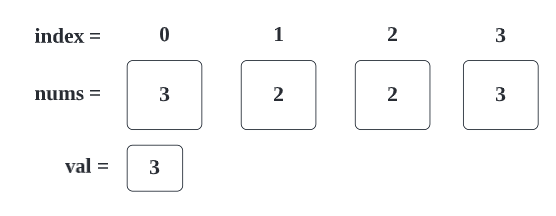 index = 0 1 2 3
nums = 3 2 2 3
val = 3